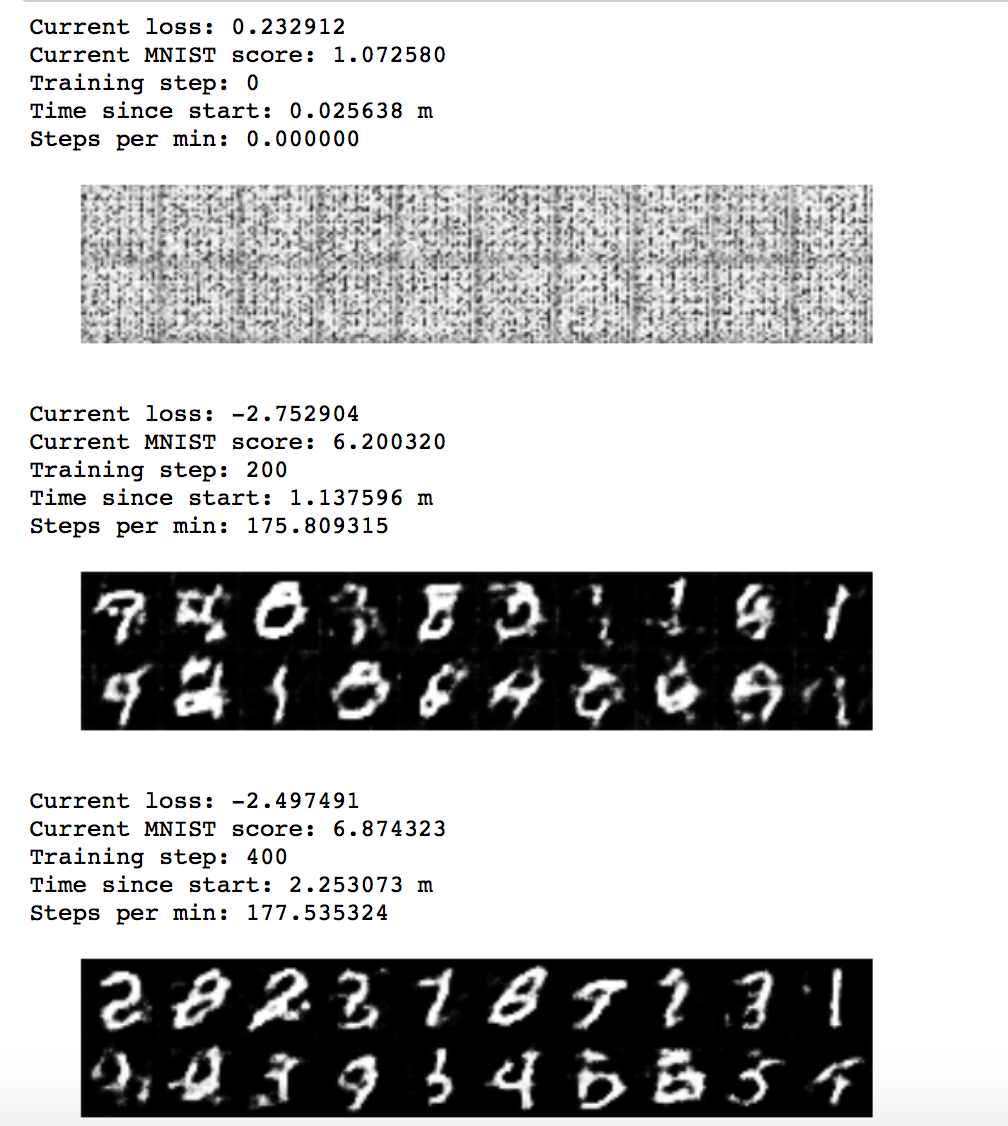 Current loss: 0.232912
Current MNIST score: 1.072580
Training step: 0
Time since start: 0.025638 m
Steps per min: 0.000000
Current loss: -2.752904
Current MNIST score: 6.200320
Training step: 200
Time since start: 1.137596 m
Steps per min: 175.809315
Current loss: -2.497491
Current MNIST score: 6.874323
Training step: 400
Time since start: 2.253073 m
Steps per min: 177.535324